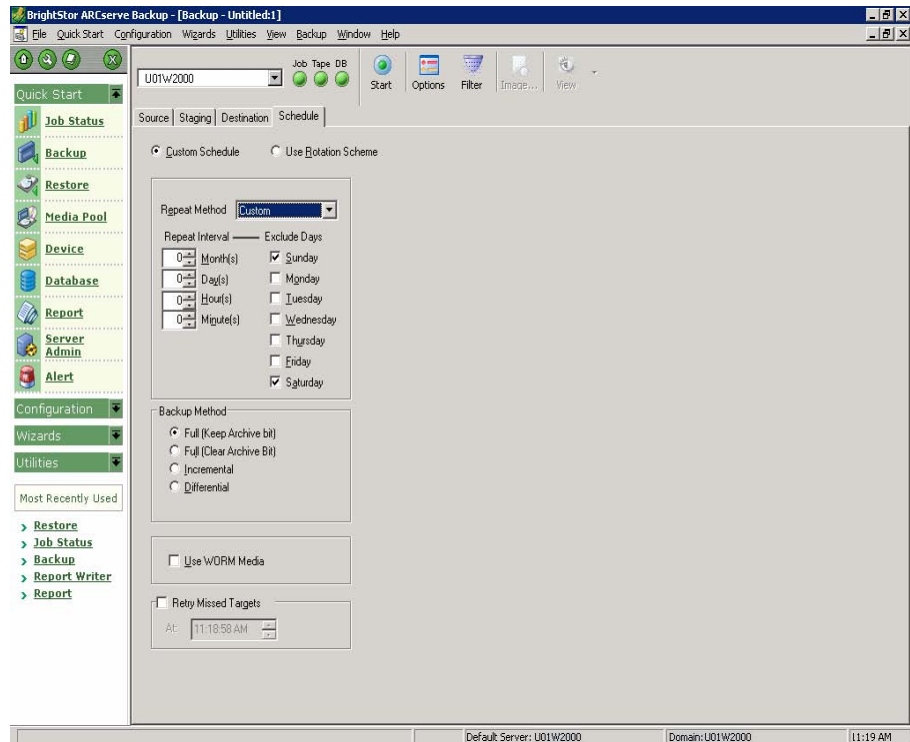 BrightStor ARCserve Backup - [Backup - Untitled:1]
File Quick Start Configuration Wizards Utilities View Backup Window Help
U01W2000
Job Tape DB
Start Options Filter Image... View
Source Staging Destination Schedule
Custom Schedule Use Rotation Scheme
Repeat Method Custom
Repeat Interval Exclude Days
0 Month(s) Sunday
0 Day(s) Monday
0 Hour(s) Tuesday
0 Minute(s) Wednesday
Thursday
Friday
Saturday
Backup Method
Full (Keep Archive bit)
Full (Clear Archive Bit)
Incremental
Differential
Use WORM Media
Retry Missed Targets
At: 11:18:58 AM
Quick Start
Job Status
Backup
Restore
Media Pool
Device
Database
Report
Server
Admin
Alert
Configuration
Wizards
Utilities
Most Recently Used
Restore
Job Status
Backup
Report Writer
Report
Default Server: U01W2000 Domain:U01W2000 11:19 AM